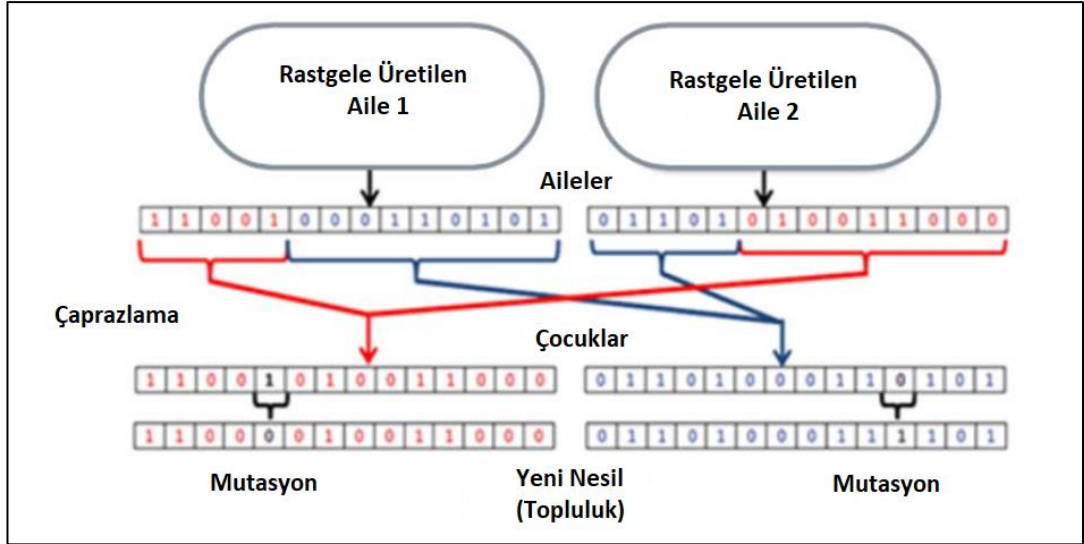 Rastgele Üretilen
Aile 1
Rastgele Üretilen
Aile 2
Aileler
1 1 0 0 1 0 0 0 1 1 0 1 0 1
0 1 1 0 1 0 1 0 0 1 1 0 0 0
Çaprazlama
Çocuklar
1 1 0 0 1 0 1 0 0 1 1 0 0 0
0 1 1 0 1 0 0 0 1 1 0 1 0 1
1 1 0 0 0 0 1 0 0 1 1 0 0 0
0 1 1 0 1 0 0 0 1 1 1 1 0 1
Mutasyon
Yeni Nesil
(Topluluk)
Mutasyon